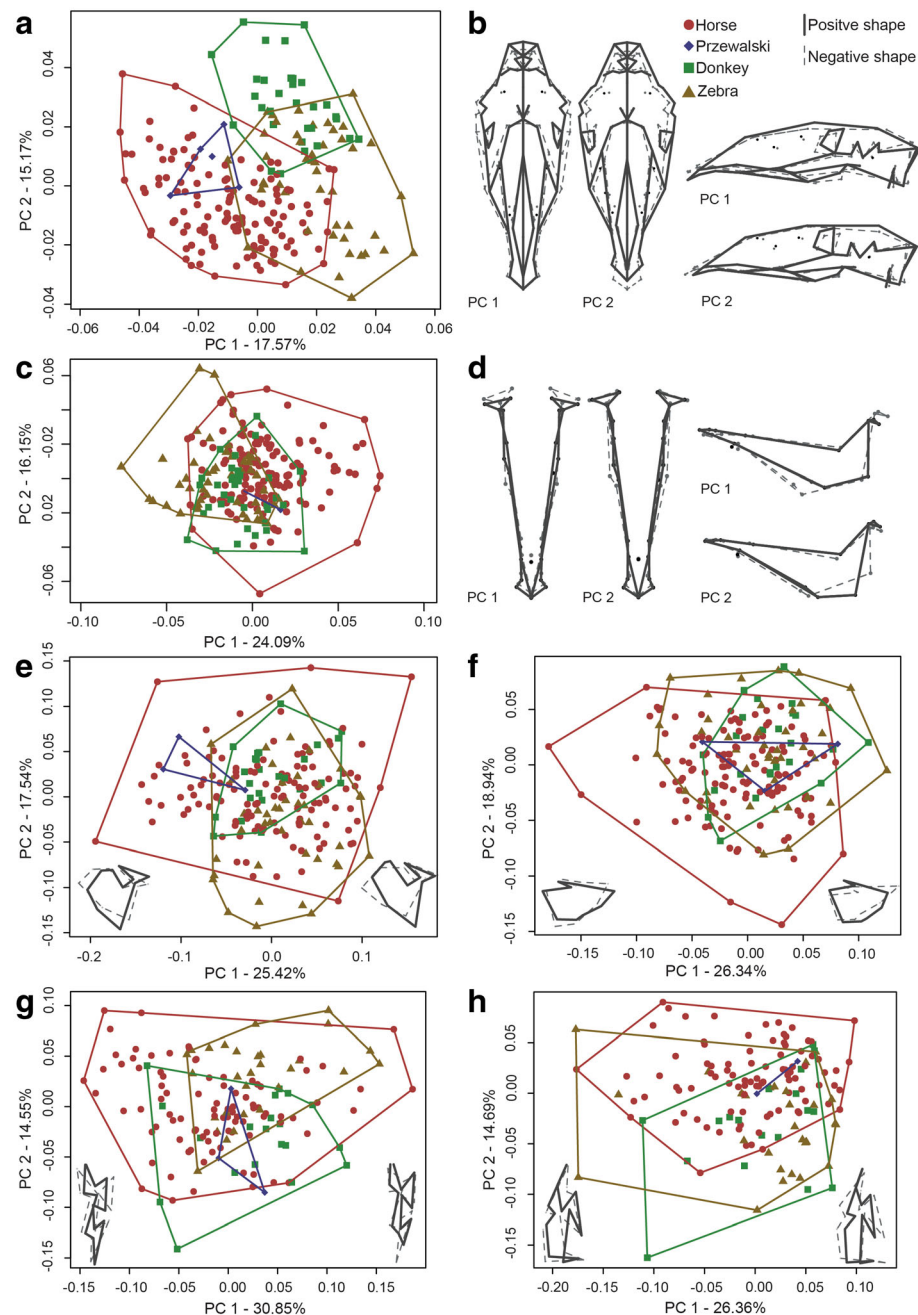 a
0.04
0.02
0.00
-0.02
-0.04
PC 2 - 15.17%
-0.06
-0.04
-0.02
0.00
0.02
0.04
0.06
PC 1 - 17.57%
b
PC 1
PC 2
Horse
Przewalski
Donkey
Zebra
Positve shape
Negative shape
PC 1
PC 2
c
0.06
-0.02
0.02
-0.06
PC 2 - 16.15%
-0.10
-0.05
0.00
0.05
0.10
PC 1 - 24.09%
d
PC 1
PC 2
PC 1
PC 2
e
0.15
0.10
0.05
0.00
-0.05
-0.10
-0.15
PC 2 - 17.54%
-0.2
-0.1
0.0
0.1
PC 1 - 25.42%
f
0.05
0.00
-0.05
-0.10
-0.15
PC 2 - 18.94%
-0.15
-0.10
-0.05
0.00
0.05
0.10
PC 1 - 26.34%
g
0.10
0.05
0.00
-0.05
-0.10
-0.15
PC 2 - 14.55%
-0.15
-0.10
-0.05
0.00
0.05
0.10
0.15
PC 1 - 30.85%
h
0.05
0.00
-0.05
-0.10
-0.15
PC 2 - 14.69%
-0.20
-0.15
-0.10
-0.05
0.00
0.05
0.10
PC 1 - 26.36%